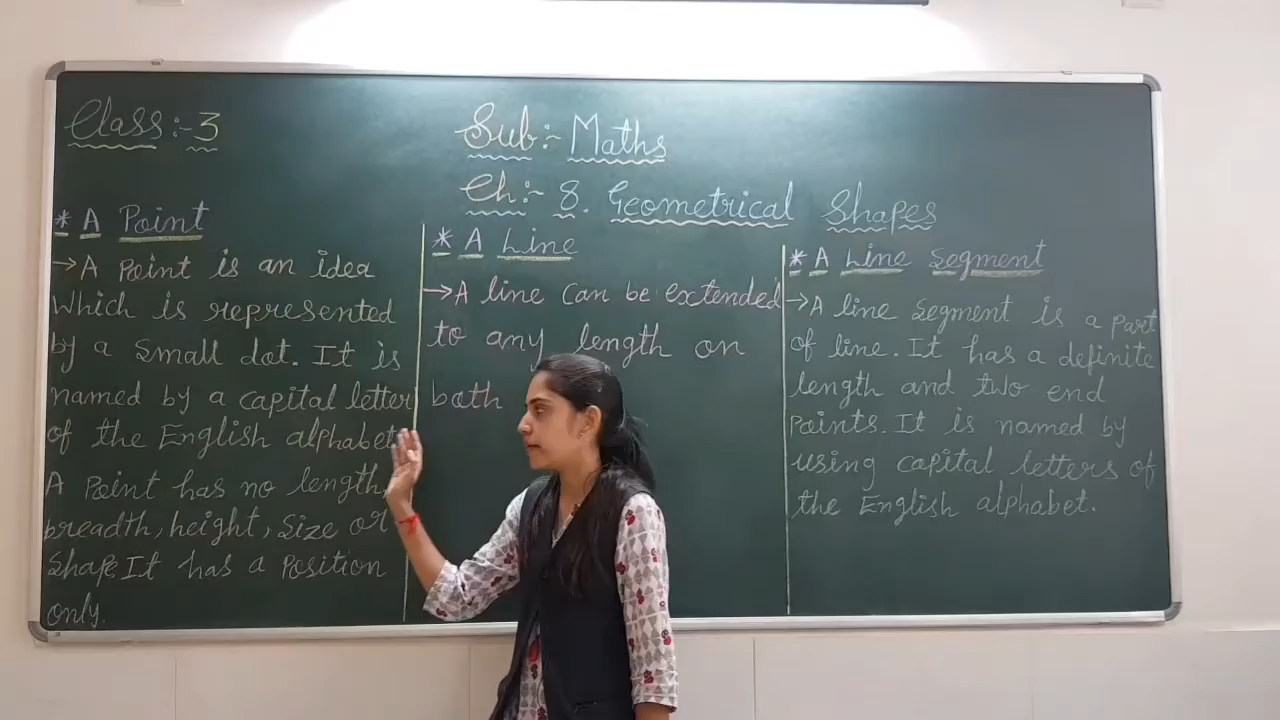 Class:-3
Sub:- Maths
Ch:- 8. Geometrical Shapes
* A Point
→A Point is an idea
Which is represented
by a small dot. It is
named by a capital letter
of the English alphabet
A Point has no length,
breadth, height, Size or
Shape. It has a Position
only.
* A Line
→A line can be extended
to any length on
both
* A Line Segment
→A line Segment is a part
of line. It has a definite
length and two end
Points. It is named by
using capital letters of
the English alphabet.